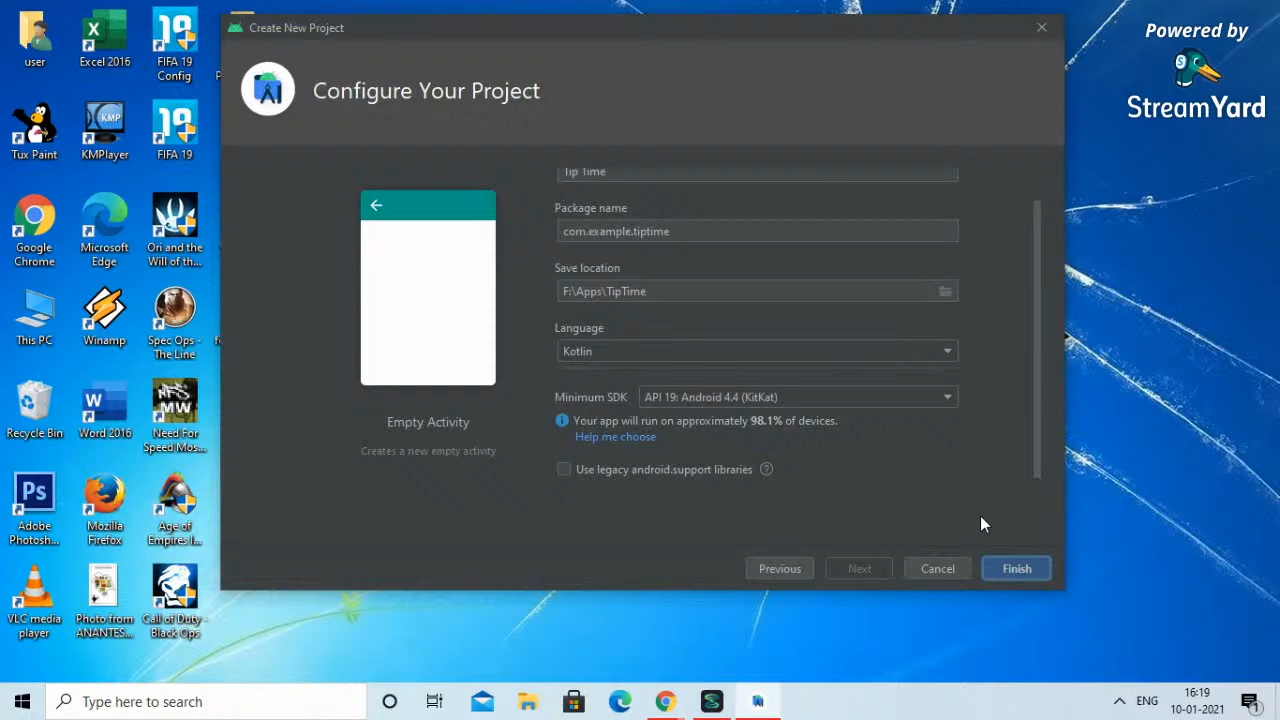 Create New Project
Configure Your Project
Tip Time
Package name
com.example.tiptime
Save location
F:\Apps\TipTime
Language
Kotlin
Minimum SDK
API 19: Android 4.4 (KitKat)
Your app will run on approximately 98.1% of devices.
Help me choose
Use legacy android.support libraries
?
Empty Activity
Creates a new empty activity
Previous
Next
Cancel
Finish
Powered by
StreamYard
user
Excel 2016
FIFA 19
Config
Tux Paint
KMPlayer
FIFA 19
Google
Chrome
Microsoft
Edge
Ori and the
Will of th...
This PC
Winamp
Spec Ops -
The Line
Recycle Bin
Word 2016
Need For
Speed Mos...
Adobe
Photosh...
Mozilla
Firefox
Age of
Empires I...
VLC media
player
Photo from
ANANTES...
Call of Duty -
Black Ops
Type here to search
ENG
16:19
10-01-2021
1